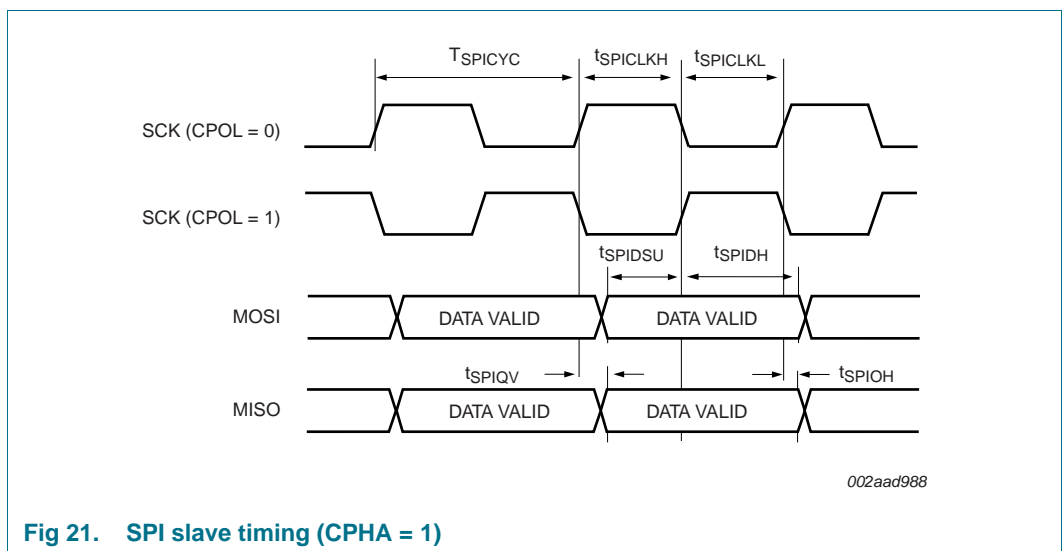 TSPICYC tSPICLKH tSPICLKL
SCK (CPOL = 0)
SCK (CPOL = 1)
tSPIDSU tSPIDH
MOSI DATA VALID DATA VALID
tSPIQV tSPIOH
MISO DATA VALID DATA VALID
002aad988
Fig 21. SPI slave timing (CPHA = 1)